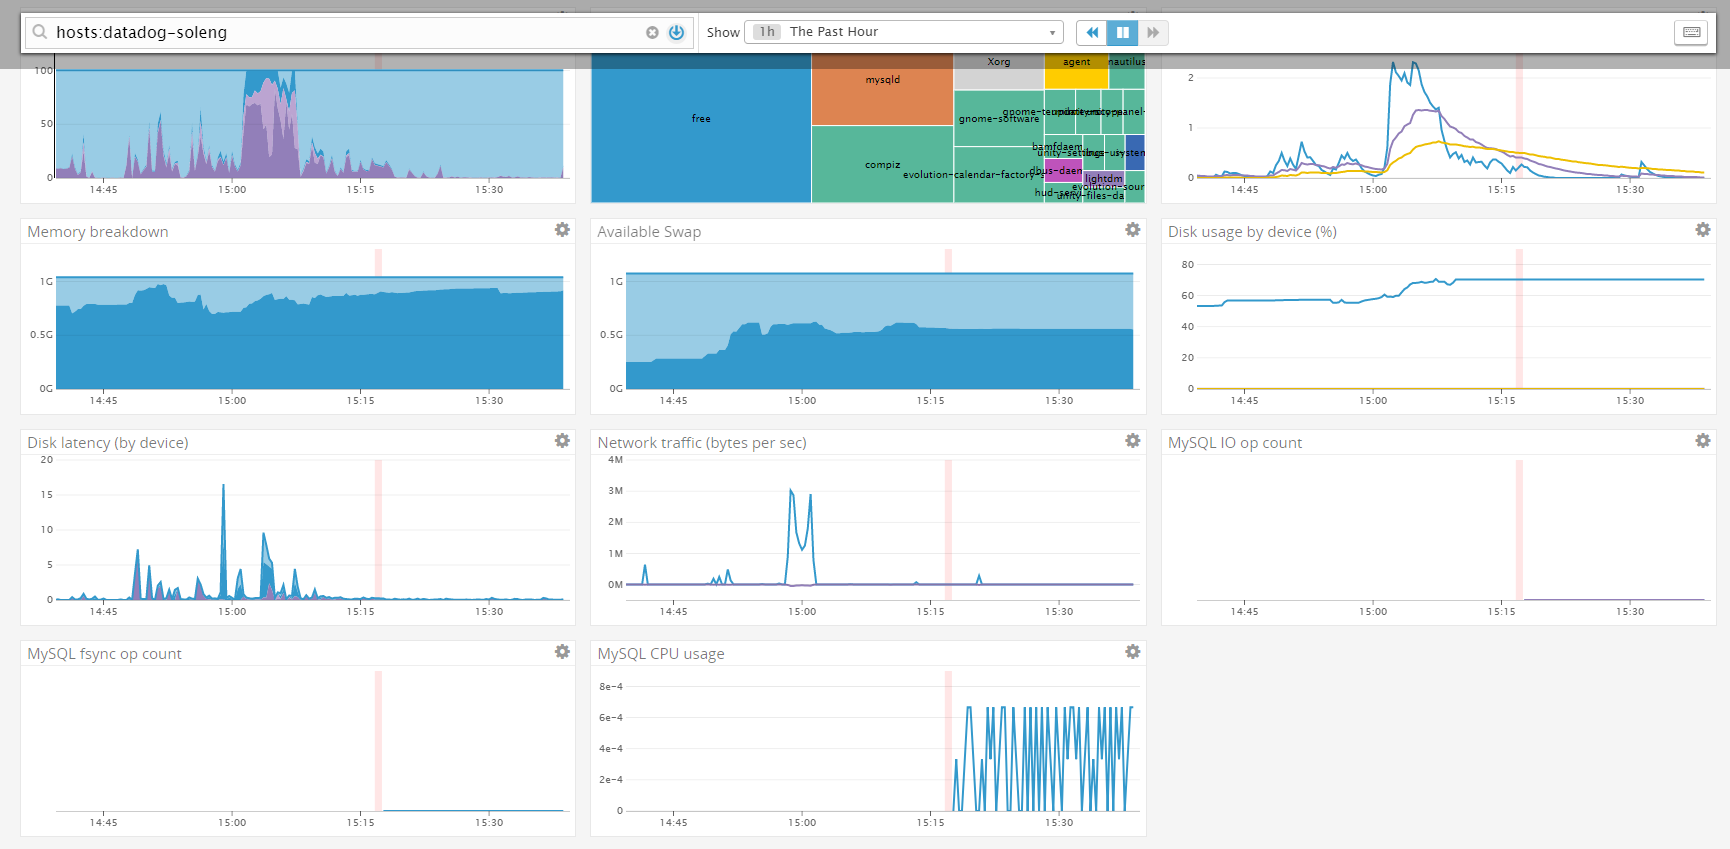 hosts:datadog-soleng
Show 1h The Past Hour
100
50
0
14:45 15:00 15:15 15:30
free
mysqld
compiz
Xorg
gnome-software
evolution-calendar-factory
agent
nautilus
bamfdaem
lightdm
unity-files-da
2
1
0
14:45 15:00 15:15 15:30
Memory breakdown
1G
0.5G
0G
14:45 15:00 15:15 15:30
Available Swap
1G
0.5G
0G
14:45 15:00 15:15 15:30
Disk usage by device (%)
80
60
40
20
0
14:45 15:00 15:15 15:30
Disk latency (by device)
20
15
10
5
0
14:45 15:00 15:15 15:30
Network traffic (bytes per sec)
4M
3M
2M
1M
0M
14:45 15:00 15:15 15:30
MySQL IO op count
14:45 15:00 15:15 15:30
MySQL fsync op count
14:45 15:00 15:15 15:30
MySQL CPU usage
8e-4
6e-4
4e-4
2e-4
0
14:45 15:00 15:15 15:30